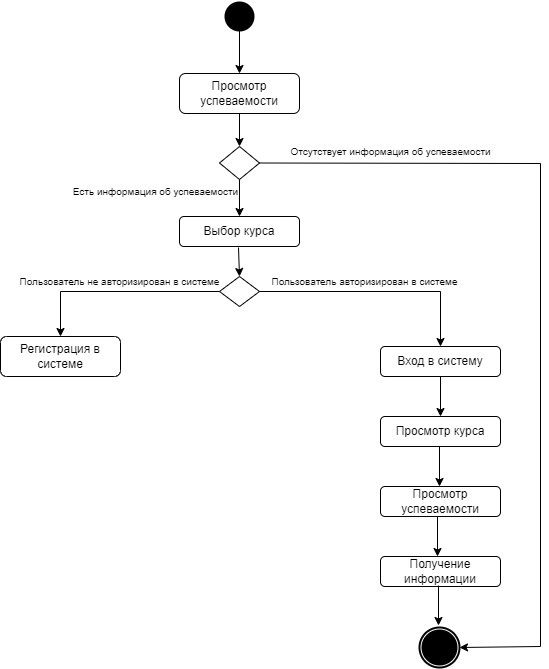 Просмотр
успеваемости
Отсутствует информация об успеваемости
Есть информация об успеваемости
Выбор курса
Пользователь не авторизирован в системе
Пользователь авторизирован в системе
Регистрация в
системе
Вход в систему
Просмотр курса
Просмотр
успеваемости
Получение
информации